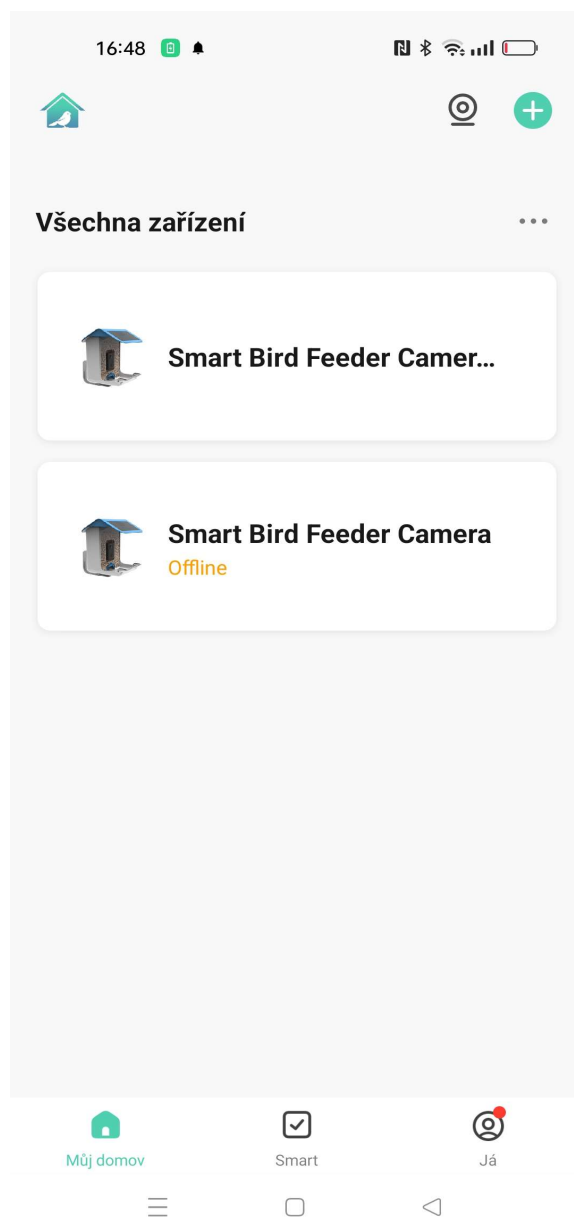 16:48
Všechna zařízení
Smart Bird Feeder Camer...
Smart Bird Feeder Camera
Offline
Můj domov
Smart
Já